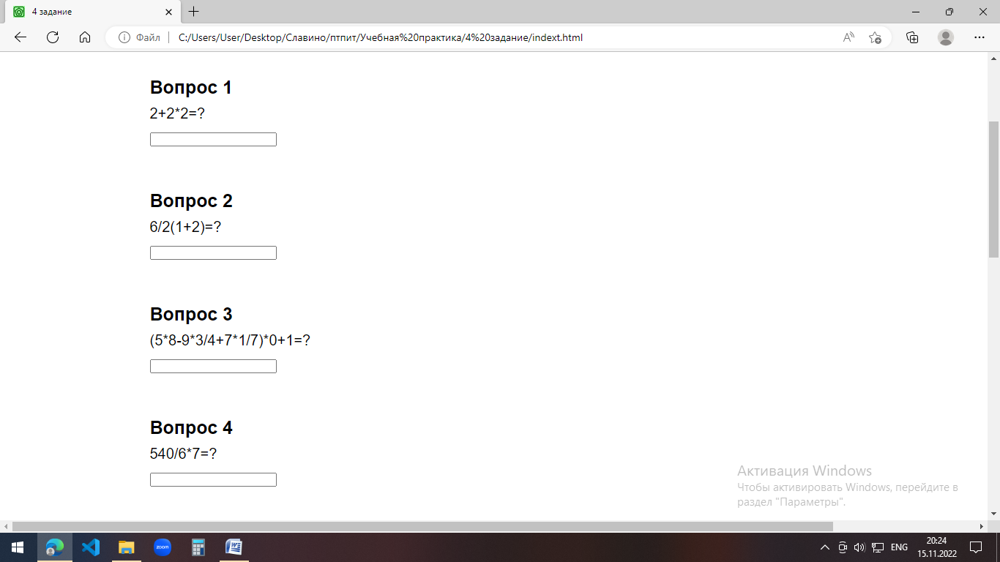 4 задание
Файл
C:/Users/User/Desktop/Славино/птпит/Учебная%20практика/4%20задание/indext.html
Вопрос 1
2+2*2=?
Вопрос 2
6/2(1+2)=?
Вопрос 3
(5*8-9*3/4+7*1/7)*0+1=?
Вопрос 4
540/6*7=?
Активация Windows
Чтобы активировать Windows, перейдите в
раздел "Параметры".
zoom
ENG
20:24
15.11.2022